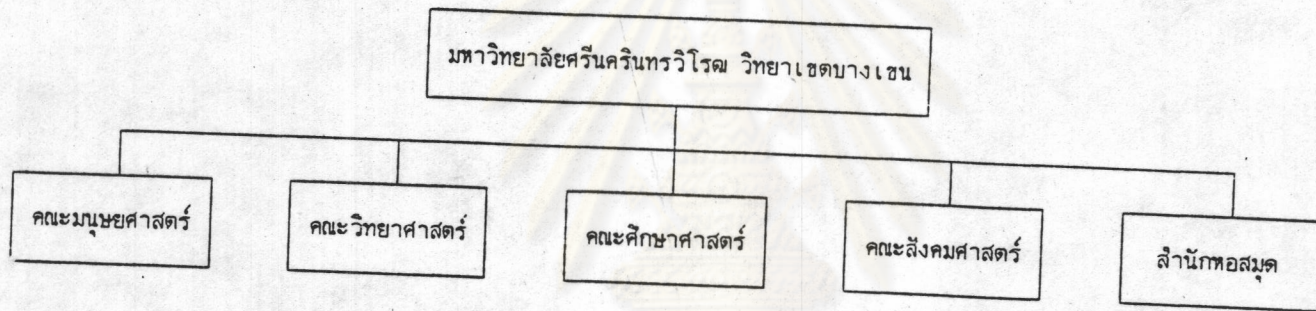 มหาวิทยาลัยศรีนครินทรวิโรฒ วิทยาเขตบางเขน
คณะมนุษยศาสตร์
คณะวิทยาศาสตร์
คณะศึกษาศาสตร์
คณะสังคมศาสตร์
สำนักหอสมุด